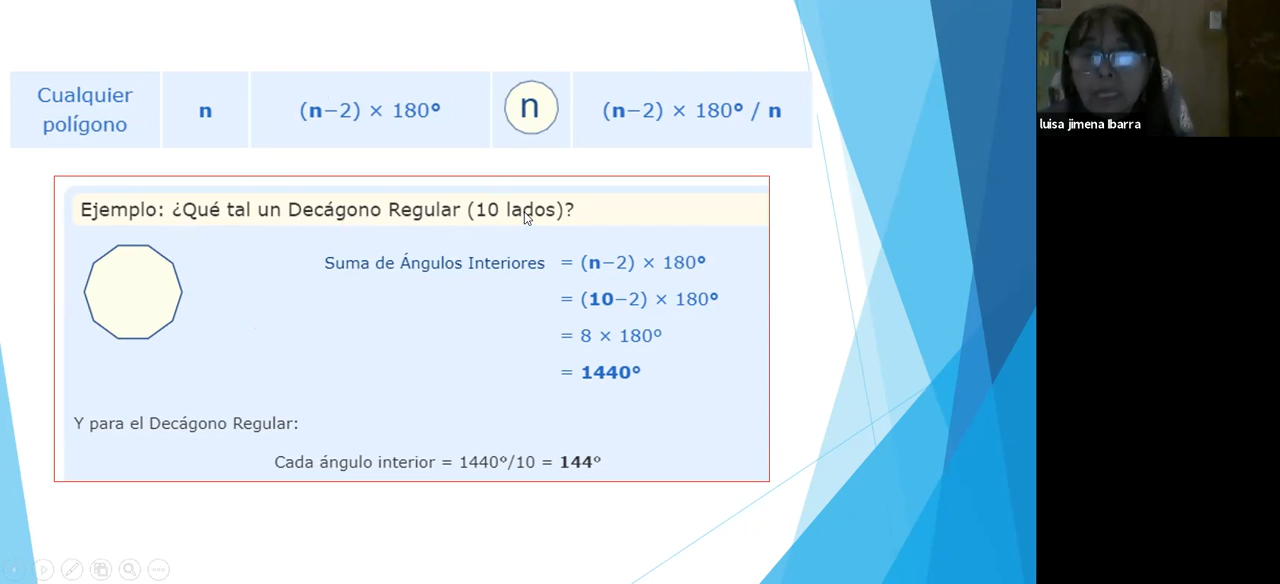 Cualquier
polígono
n
(n−2) × 180°
n
(n−2) × 180° / n
Ejemplo: ¿Qué tal un Decágono Regular (10 lados)?
Suma de Ángulos Interiores = (n−2) × 180°
= (10−2) × 180°
= 8 × 180°
= 1440°
Y para el Decágono Regular:
Cada ángulo interior = 1440°/10 = 144°
luisa jimena Ibarra